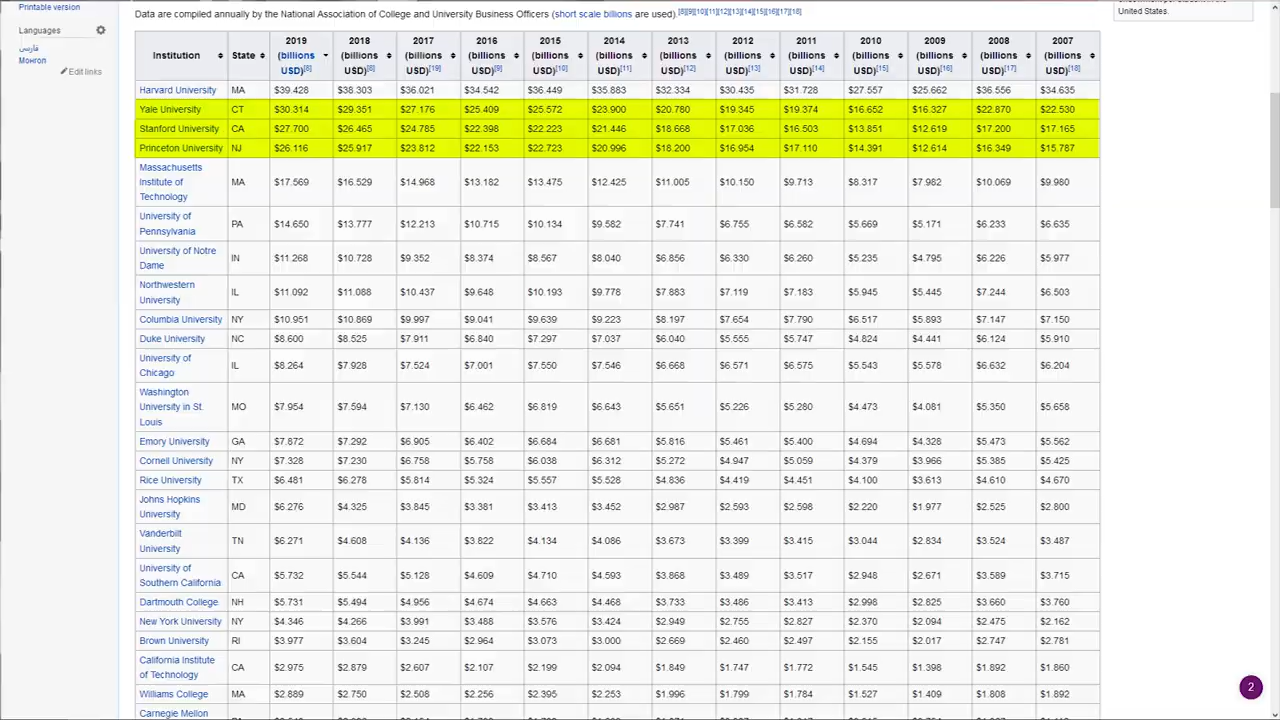 Printable version
Languages
فارسی
Монгол
Edit links
Data are compiled annually by the National Association of College and University Business Officers (short scale billions are used).[8][9][10][11][12][13][14][15][16][17][18]
United States.
Institution State 2019 (billions USD)[8] 2018 (billions USD)[8] 2017 (billions USD)[19] 2016 (billions USD)[9] 2015 (billions USD)[10] 2014 (billions USD)[11] 2013 (billions USD)[12] 2012 (billions USD)[13] 2011 (billions USD)[14] 2010 (billions USD)[15] 2009 (billions USD)[16] 2008 (billions USD)[17] 2007 (billions USD)[18]
Harvard University MA $39.428 $38.303 $36.021 $34.542 $36.449 $35.883 $32.334 $30.435 $31.728 $27.557 $25.662 $36.556 $34.635
Yale University CT $30.314 $29.351 $27.176 $25.409 $25.572 $23.900 $20.780 $19.345 $19.374 $16.652 $16.327 $22.870 $22.530
Stanford University CA $27.700 $26.465 $24.785 $22.398 $22.223 $21.446 $18.668 $17.036 $16.503 $13.851 $12.619 $17.200 $17.165
Princeton University NJ $26.116 $25.917 $23.812 $22.153 $22.723 $20.996 $18.200 $16.954 $17.110 $14.391 $12.614 $16.349 $15.787
Massachusetts Institute of Technology MA $17.569 $16.529 $14.968 $13.182 $13.475 $12.425 $11.005 $10.150 $9.713 $8.317 $7.982 $10.069 $9.980
University of Pennsylvania PA $14.650 $13.777 $12.213 $10.715 $10.134 $9.582 $7.741 $6.755 $6.582 $5.669 $5.171 $6.233 $6.635
University of Notre Dame IN $11.268 $10.728 $9.352 $8.374 $8.567 $8.040 $6.856 $6.330 $6.260 $5.235 $4.795 $6.226 $5.977
Northwestern University IL $11.092 $11.088 $10.437 $9.648 $10.193 $9.778 $7.883 $7.119 $7.183 $5.945 $5.445 $7.244 $6.503
Columbia University NY $10.951 $10.869 $9.997 $9.041 $9.639 $9.223 $8.197 $7.654 $7.790 $6.517 $5.893 $7.147 $7.150
Duke University NC $8.600 $8.525 $7.911 $6.840 $7.297 $7.037 $6.040 $5.555 $5.747 $4.824 $4.441 $6.124 $5.910
University of Chicago IL $8.264 $7.928 $7.524 $7.001 $7.550 $7.546 $6.668 $6.571 $6.575 $5.543 $5.578 $6.632 $6.204
Washington University in St. Louis MO $7.954 $7.594 $7.130 $6.462 $6.819 $6.643 $5.651 $5.226 $5.280 $4.473 $4.081 $5.350 $5.658
Emory University GA $7.872 $7.292 $6.905 $6.402 $6.684 $6.681 $5.816 $5.461 $5.400 $4.694 $4.328 $5.473 $5.562
Cornell University NY $7.328 $7.230 $6.758 $5.758 $6.038 $6.312 $5.272 $4.947 $5.059 $4.379 $3.966 $5.385 $5.425
Rice University TX $6.481 $6.278 $5.814 $5.324 $5.557 $5.528 $4.836 $4.419 $4.451 $4.100 $3.613 $4.610 $4.670
Johns Hopkins University MD $6.276 $4.325 $3.845 $3.381 $3.413 $3.452 $2.987 $2.593 $2.598 $2.220 $1.977 $2.525 $2.800
Vanderbilt University TN $6.271 $4.608 $4.136 $3.822 $4.134 $4.086 $3.673 $3.399 $3.415 $3.044 $2.834 $3.524 $3.487
University of Southern California CA $5.732 $5.544 $5.128 $4.609 $4.710 $4.593 $3.868 $3.489 $3.517 $2.948 $2.671 $3.589 $3.715
Dartmouth College NH $5.731 $5.494 $4.956 $4.674 $4.663 $4.468 $3.733 $3.486 $3.413 $2.998 $2.825 $3.660 $3.760
New York University NY $4.346 $4.266 $3.991 $3.488 $3.576 $3.424 $2.949 $2.755 $2.827 $2.370 $2.094 $2.475 $2.162
Brown University RI $3.977 $3.604 $3.245 $2.964 $3.073 $3.000 $2.669 $2.460 $2.497 $2.155 $2.017 $2.747 $2.781
California Institute of Technology CA $2.975 $2.879 $2.607 $2.107 $2.199 $2.094 $1.849 $1.747 $1.772 $1.545 $1.398 $1.892 $1.860
Williams College MA $2.889 $2.750 $2.508 $2.256 $2.395 $2.253 $1.996 $1.799 $1.784 $1.527 $1.409 $1.808 $1.892
Carnegie Mellon
2